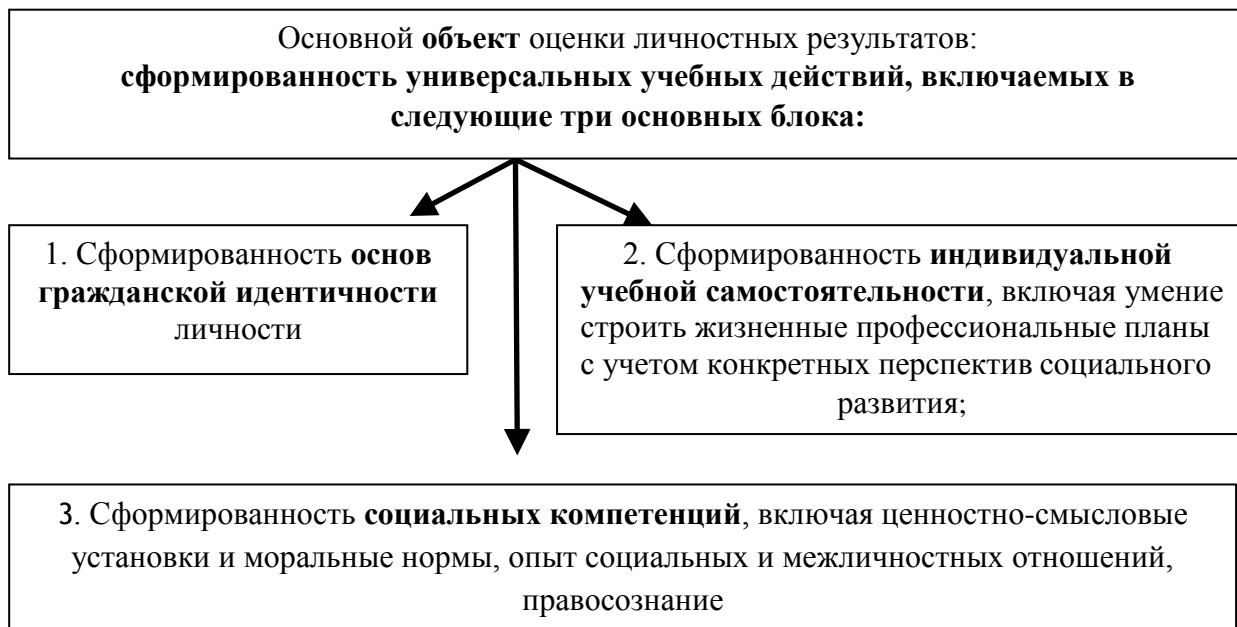 Основной объект оценки личностных результатов:
сформированность универсальных учебных действий, включаемых в
следующие три основных блока:
1. Сформированность основ
гражданской идентичности
личности
2. Сформированность индивидуальной
учебной самостоятельности, включая умение
строить жизненные профессиональные планы
с учетом конкретных перспектив социального
развития;
3. Сформированность социальных компетенций, включая ценностно-смысловые
установки и моральные нормы, опыт социальных и межличностных отношений,
правосознание